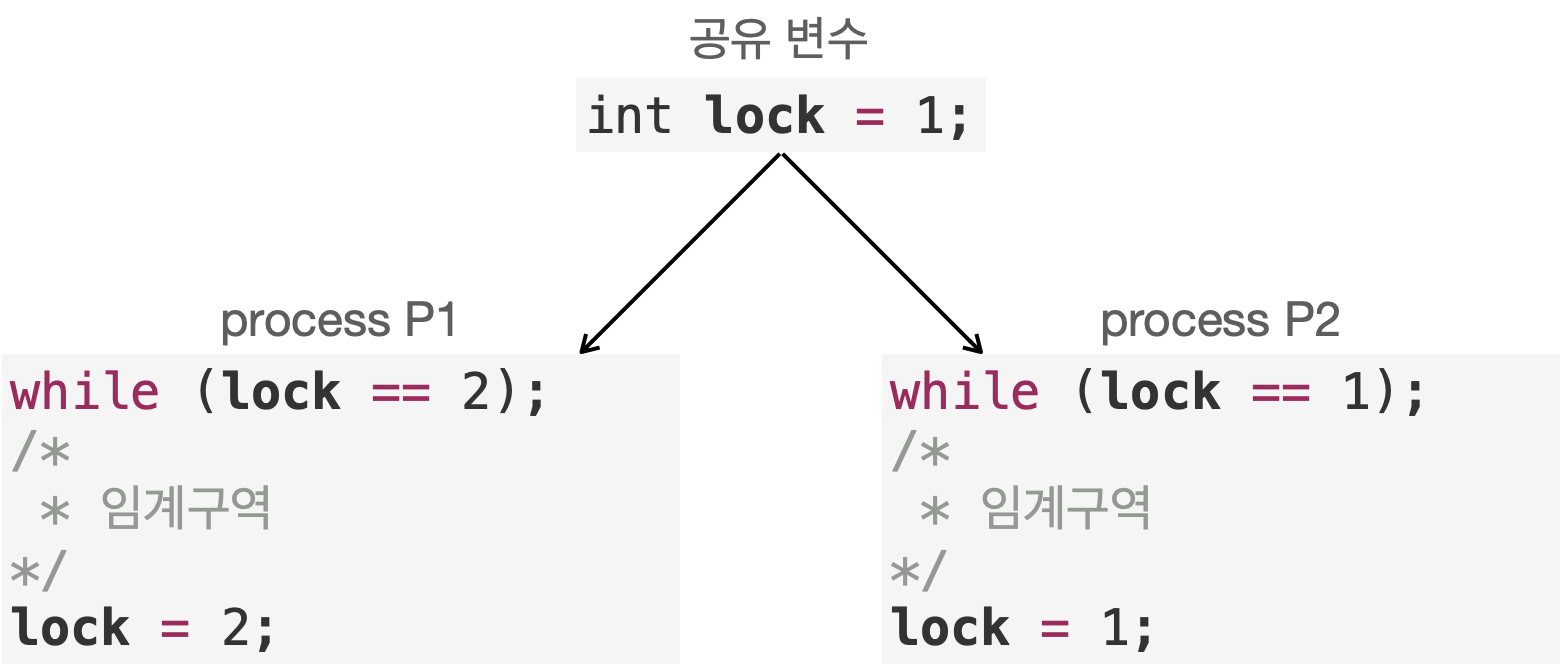 공유 변수
int lock = 1;
process P1
while (lock == 2);
/*
 * 임계구역
*/
lock = 2;
process P2
while (lock == 1);
/*
 * 임계구역
*/
lock = 1;